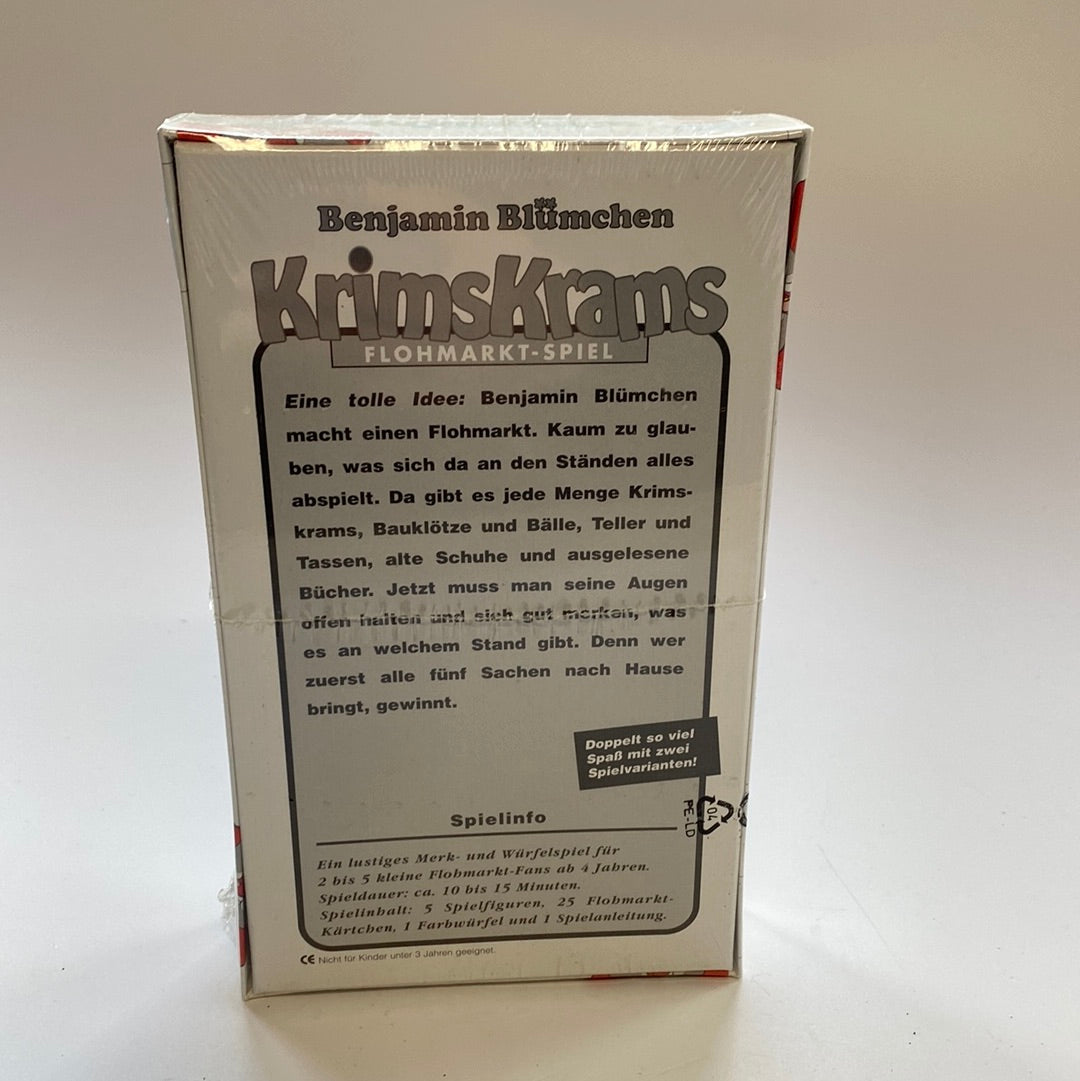 Benjamin Blümchen
KrimsKrams
FLOHMARKT-SPIEL
Eine tolle Idee: Benjamin Blümchen
macht einen Flohmarkt. Kaum zu glau-
ben, was sich da an den Ständen alles
abspielt. Da gibt es jede Menge Krims-
krams, Bauklötze und Bälle, Teller und
Tassen, alte Schuhe und ausgelesene
Bücher. Jetzt muss man seine Augen
offen halten und sich gut merken, was
es an welchem Stand gibt. Denn wer
zuerst alle fünf Sachen nach Hause
bringt, gewinnt.
Doppelt so viel
Spaß mit zwei
Spielvarianten!
04
PE-LD
Spielinfo
Ein lustiges Merk- und Würfelspiel für
2 bis 5 kleine Flohmarkt-Fans ab 4 Jahren.
Spieldauer: ca. 10 bis 15 Minuten.
Spielinhalt: 5 Spielfiguren, 25 Flohmarkt-
Kärtchen, 1 Farbwürfel und 1 Spielanleitung.
CE Nicht für Kinder unter 3 Jahren geeignet.